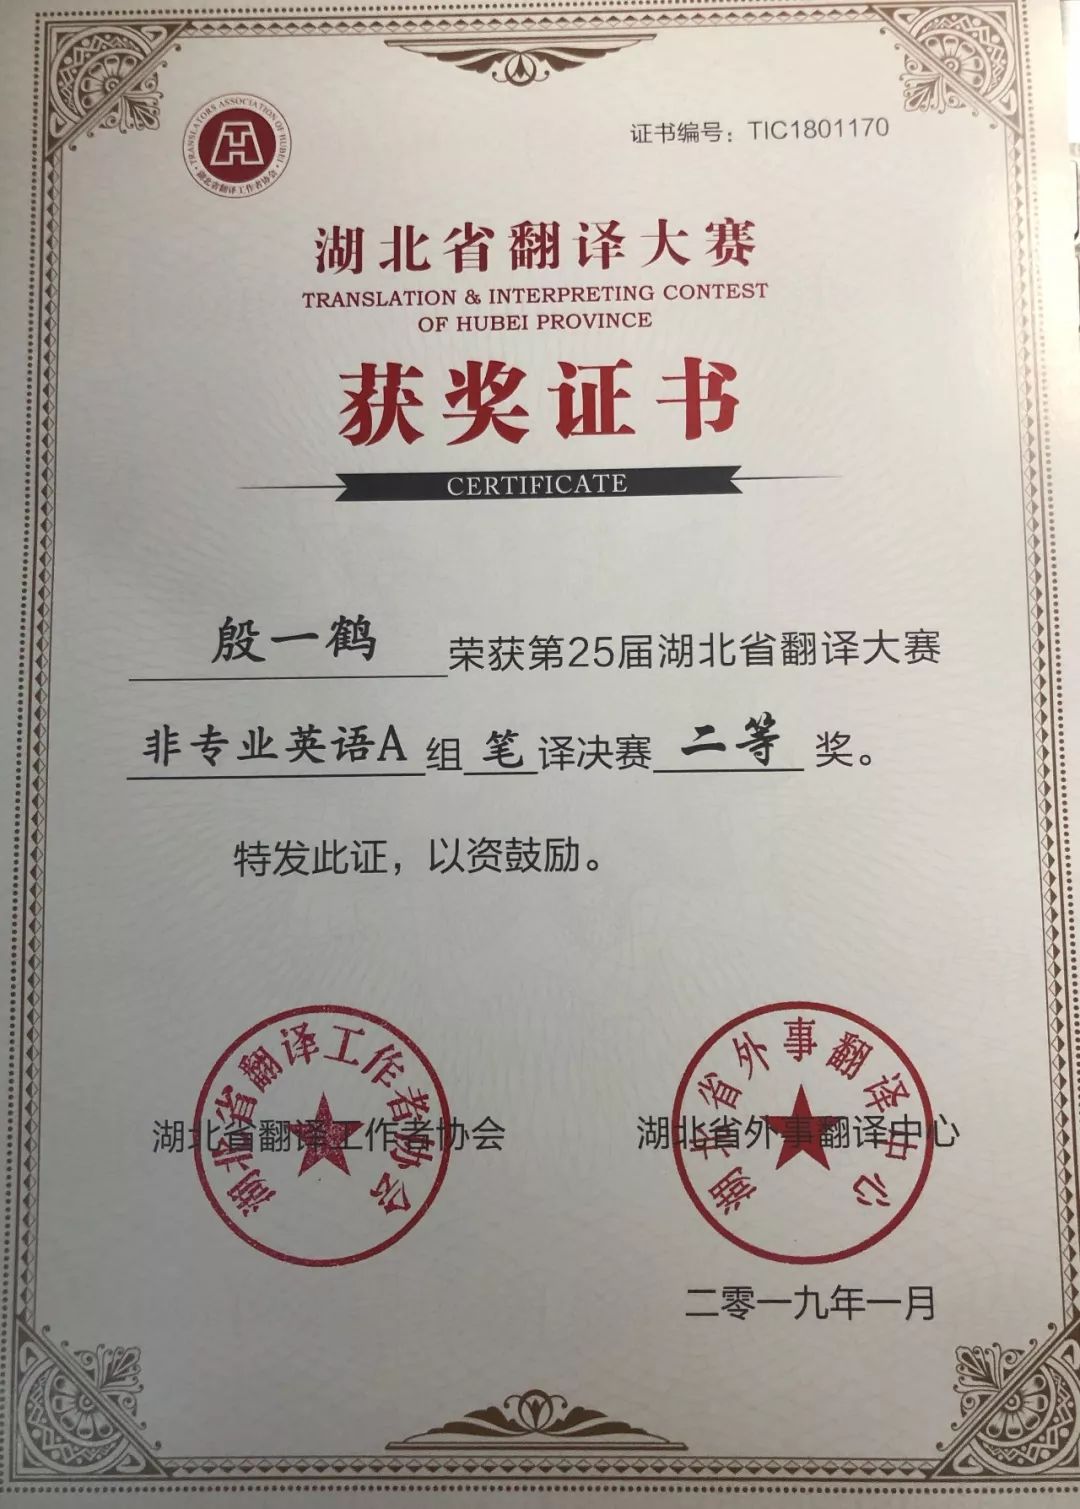 TRANSLATORS ASSOCIATION OF HUBEI
湖北省翻译工作者协会
证书编号：TIC1801170
湖北省翻译大赛
TRANSLATION & INTERPRETING CONTEST
OF HUBEI PROVINCE
获奖证书
CERTIFICATE
殷一鹤 荣获第25届湖北省翻译大赛
非专业英语A 组 笔 译决赛 二等 奖。
特发此证，以资鼓励。
湖北省翻译工作者协会
湖北省翻译工作者协会
湖北省外事翻译中心
湖北省外事翻译中心
二零一九年一月